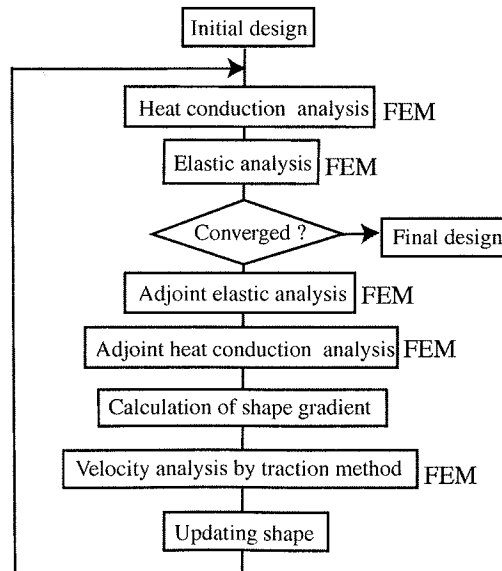 Initial design
Heat conduction analysis FEM
Elastic analysis FEM
Converged ? Final design
Adjoint elastic analysis FEM
Adjoint heat conduction analysis FEM
Calculation of shape gradient
Velocity analysis by traction method FEM
Updating shape